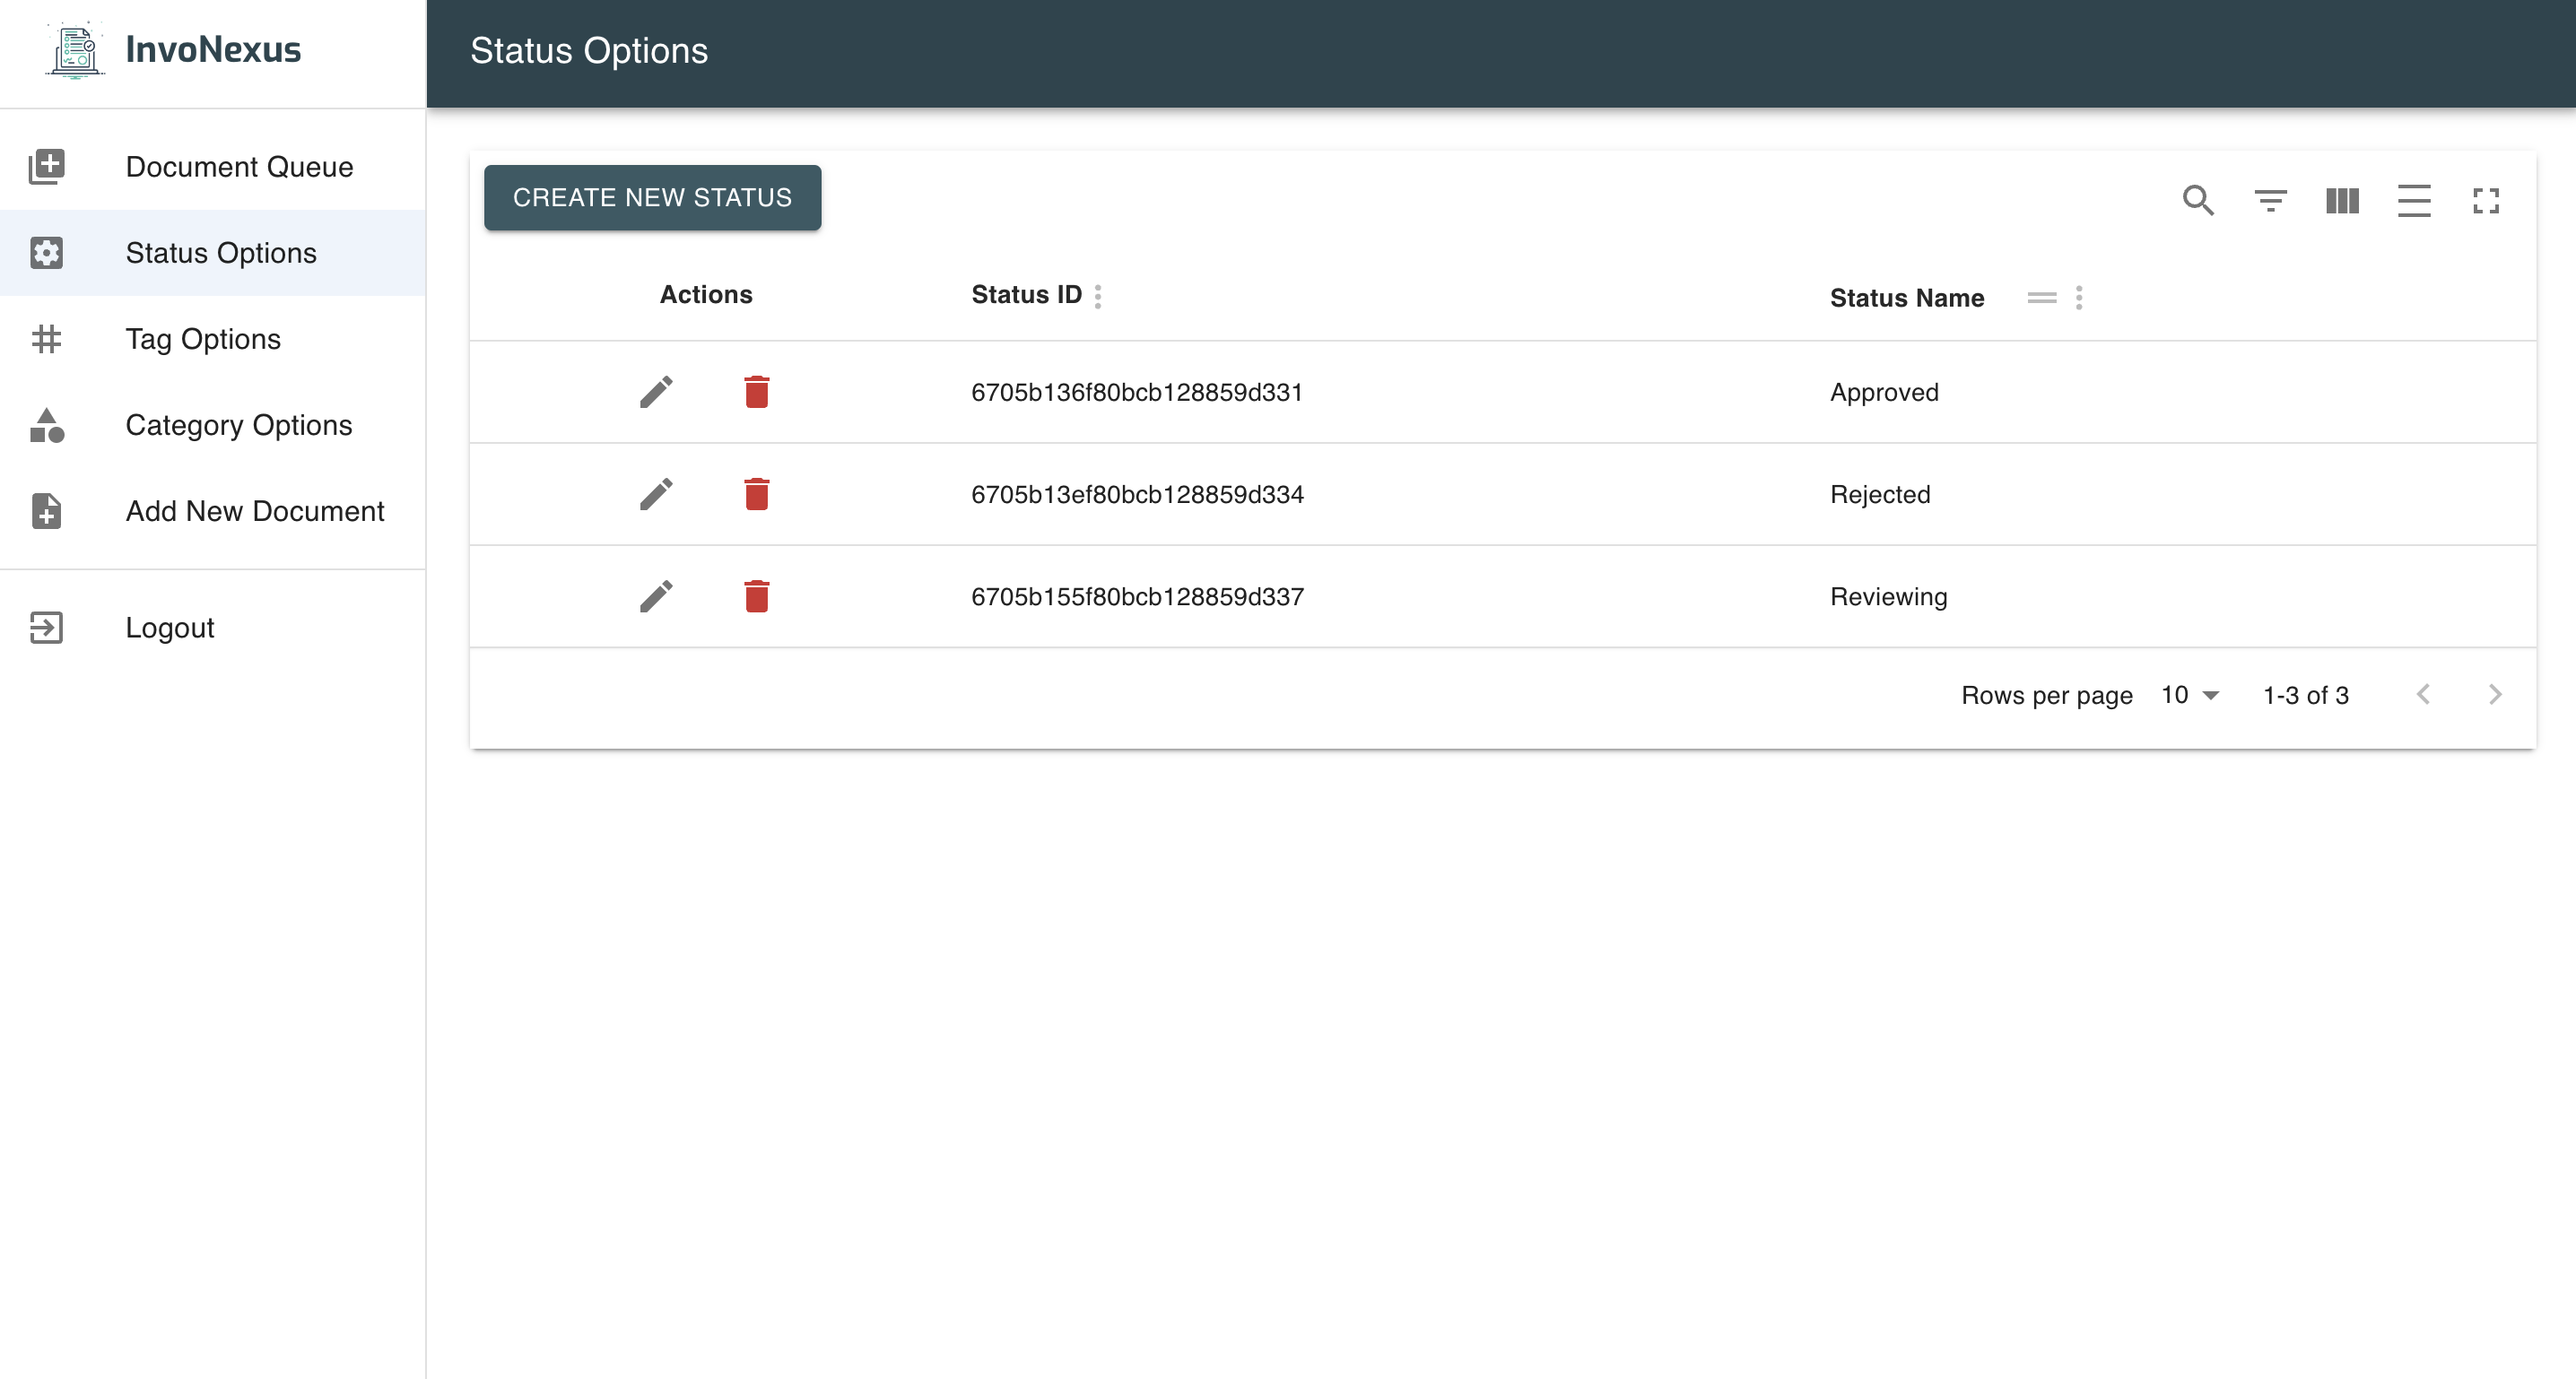 InvoNexus
Status Options
Document Queue
Status Options
Tag Options
Category Options
Add New Document
Logout
CREATE NEW STATUS
Actions Status ID Status Name
6705b136f80bcb128859d331 Approved
6705b13ef80bcb128859d334 Rejected
6705b155f80bcb128859d337 Reviewing
Rows per page 10 1-3 of 3